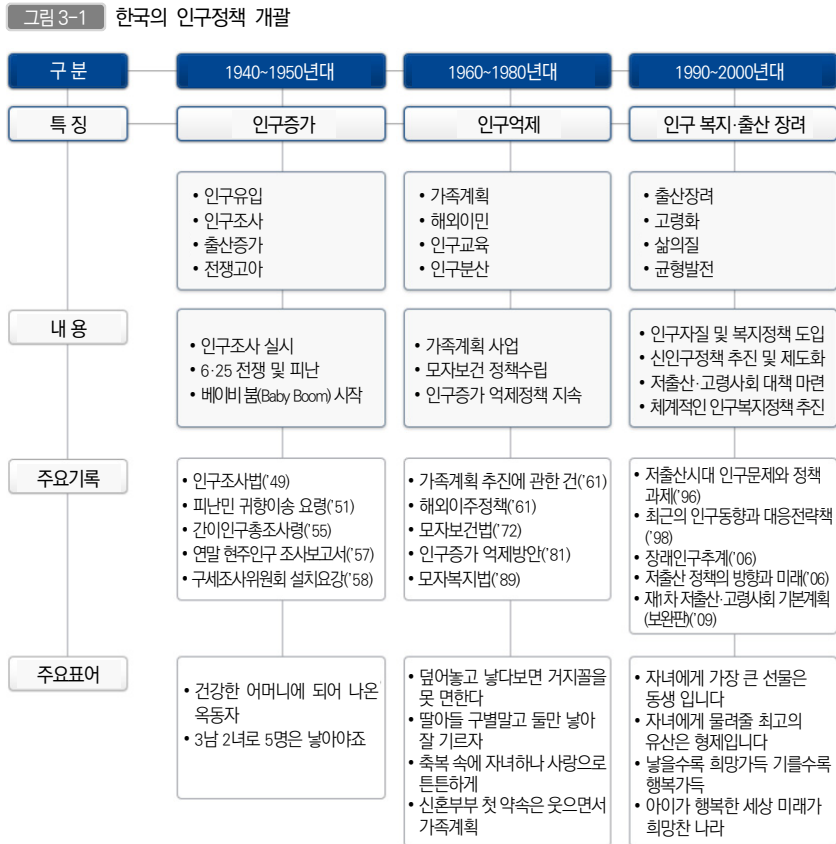 그림 3-1 한국의 인구정책 개괄
구 분
1940~1950년대
1960~1980년대
1990~2000년대
특 징
인구증가
인구억제
인구 복지·출산 장려
내 용
• 인구유입
• 인구조사
• 출산증가
• 전쟁고아
• 가족계획
• 해외이민
• 인구교육
• 인구분산
• 출산장려
• 고령화
• 삶의질
• 균형발전
• 인구조사 실시
• 6·25 전쟁 및 피난
• 베이비 붐(Baby Boom) 시작
• 가족계획 사업
• 모자보건 정책수립
• 인구증가 억제정책 지속
• 인구자질 및 복지정책 도입
• 신인구정책 추진 및 제도화
• 저출산·고령사회 대책 마련
• 체계적인 인구복지정책 추진
주요기록
• 인구조사법('49)
• 피난민 귀향이송 요령('51)
• 간이인구총조사령('55)
• 연말 현주인구 조사보고서('57)
• 구세조사위원회 설치요강('58)
• 가족계획 추진에 관한 건('61)
• 해외이주정책('61)
• 모자보건법('72)
• 인구증가 억제방안('81)
• 모자복지법('89)
• 저출산시대 인구문제와 정책
과제('96)
• 최근의 인구동향과 대응전략책
('98)
• 장래인구추계('06)
• 저출산 정책의 방향과 미래('06)
• 재1차 저출산·고령사회 기본계획
(보완판)('09)
주요표어
• 건강한 어머니에 되어 나온
옥동자
• 3남 2녀로 5명은 낳아야죠
• 덮어놓고 낳다보면 거지꼴을
못 면한다
• 딸아들 구별말고 둘만 낳아
잘 기르자
• 축복 속에 자녀하나 사랑으로
튼튼하게
• 신혼부부 첫 약속은 웃으면서
가족계획
• 자녀에게 가장 큰 선물은
동생 입니다
• 자녀에게 물려줄 최고의
유산은 형제입니다
• 낳을수록 희망가득 기를수록
행복가득
• 아이가 행복한 세상 미래가
희망찬 나라